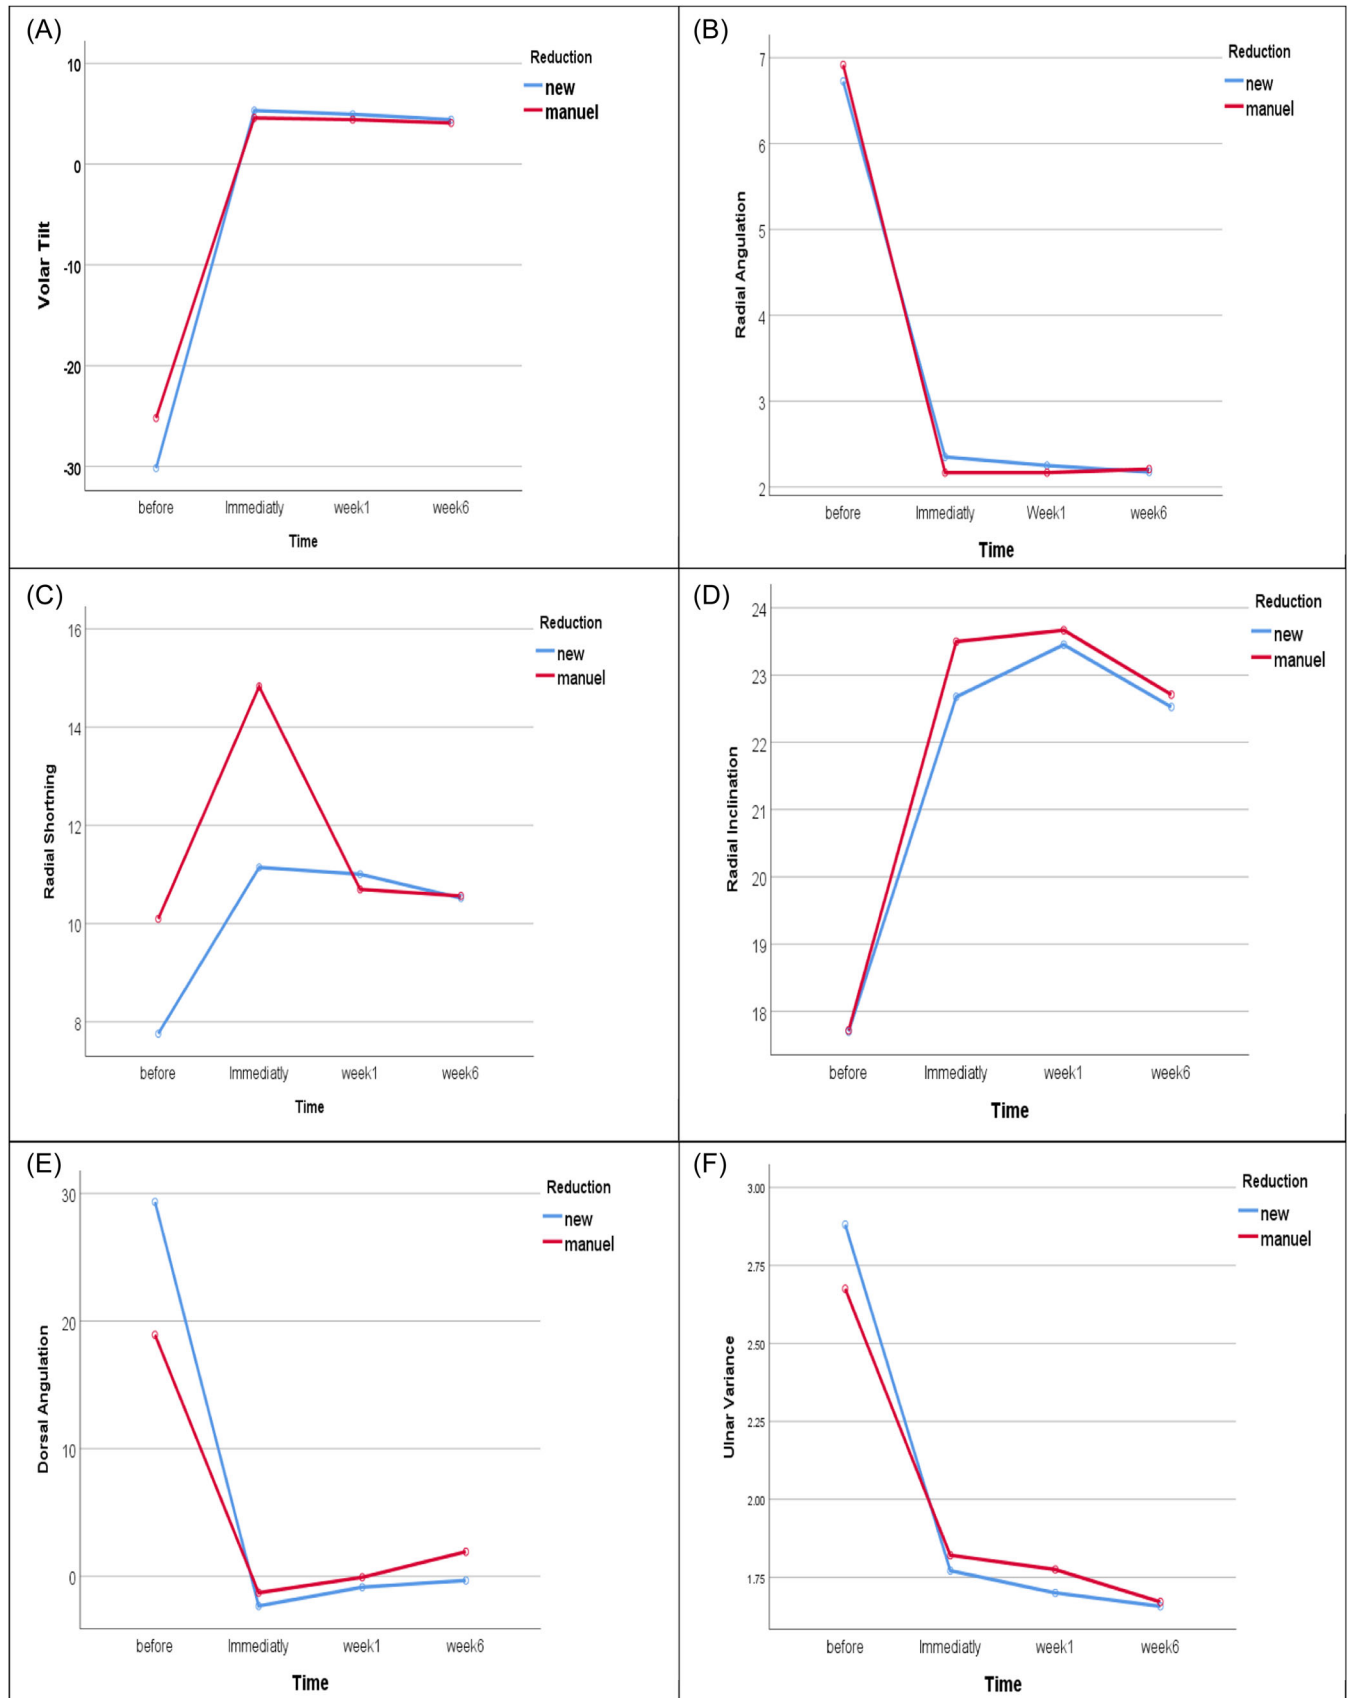 (A)
Reduction
new
manuel
10
0
-10
-20
-30
Volar Tilt
before Immediatly week1 week6
Time
(B)
Reduction
new
manuel
7
6
5
4
3
2
Radial Angulation
before Immediatly Week1 week6
Time
(C)
Reduction
new
manuel
16
14
12
10
8
Radial Shortning
before Immediatly week1 week6
Time
(D)
Reduction
new
manuel
24
23
22
21
20
19
18
Radial Inclination
before Immediatly week1 week6
Time
(E)
Reduction
new
manuel
30
20
10
0
Dorsal Angulation
before Immediatly week1 week6
Time
(F)
Reduction
new
manuel
3.00
2.75
2.50
2.25
2.00
1.75
Ulnar Variance
before Immediatly week1 week6
Time